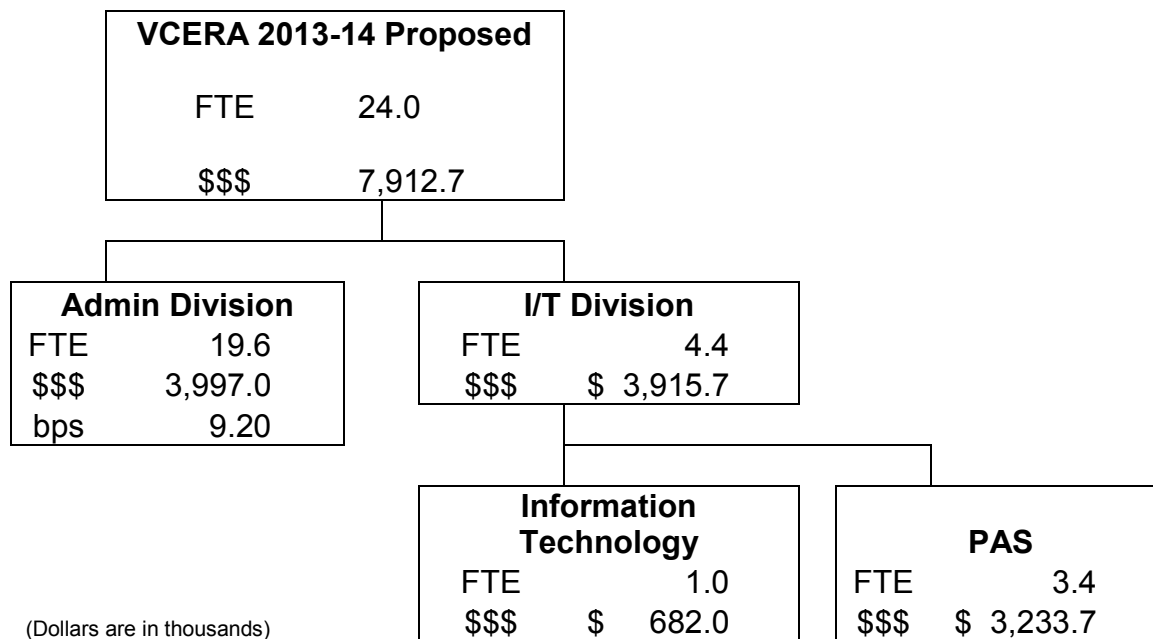 VCERA 2013-14 Proposed
FTE 24.0
$$$ 7,912.7
Admin Division
FTE 19.6
$$$ 3,997.0
bps 9.20
I/T Division
FTE 4.4
$$$ $ 3,915.7
Information
Technology
FTE 1.0
$$$ $ 682.0
PAS
FTE 3.4
$$$ $ 3,233.7
(Dollars are in thousands)